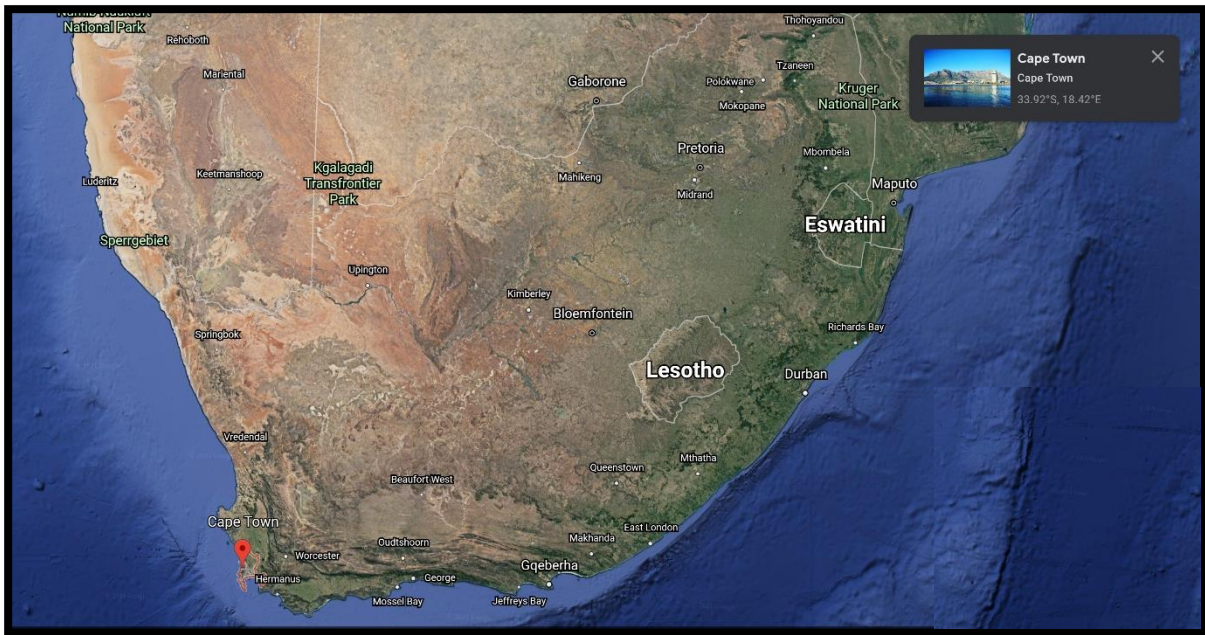 Namib-Naukluft
National Park
Rehoboth
Thohoyandou
Cape Town
Cape Town
33.92°S, 18.42°E
Mariental
Gaborone
Polokwane
Tzaneen
Mokopane
Kruger
National Park
Pretoria
Mbombela
Keetmanshoop
Kgalagadi
Transfrontier
Park
Mahikeng
Midrand
Maputo
Luderitz
Eswatini
Sperrgebiet
Upington
Kimberley
Bloemfontein
Richards Bay
Springbok
Lesotho
Durban
Vredendal
Queenstown
Mthatha
Beaufort West
Cape Town
East London
Makhanda
Oudtshoorn
Worcester
Gqeberha
Hermanus
George
Mossel Bay
Jeffreys Bay